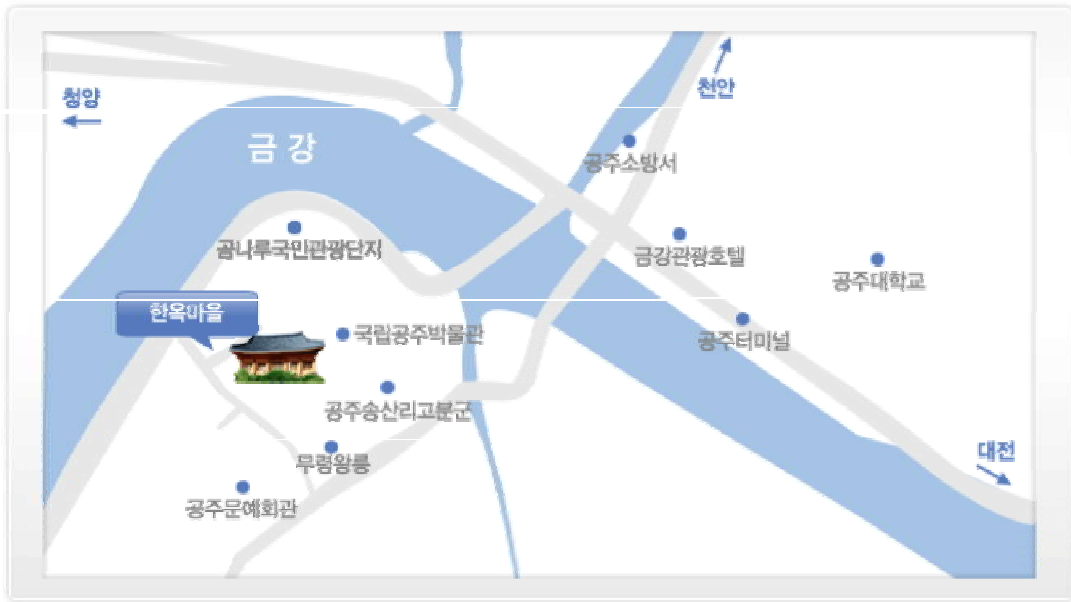 천안
청양
금 강
공주소방서
곰나루국민관광단지
금강관광호텔
공주대학교
한옥마을
국립공주박물관
공주터미널
공주송산리고분군
대전
무령왕릉
공주문예회관